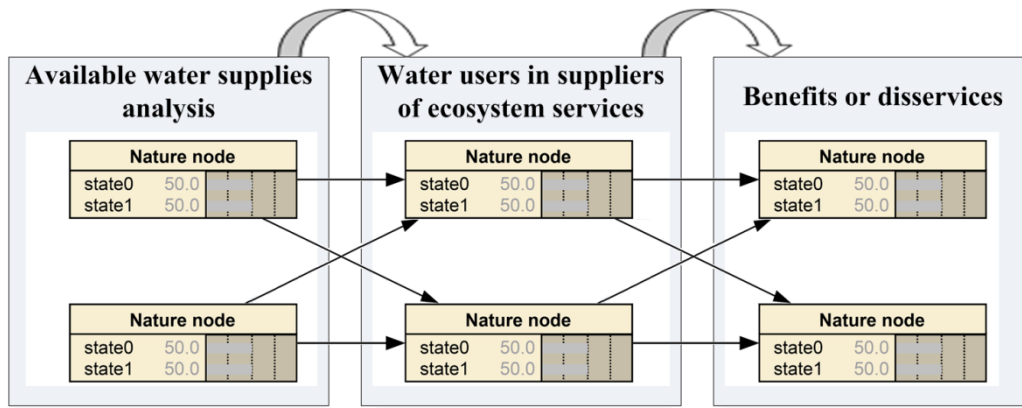 Available water supplies
analysis
Water users in suppliers
of ecosystem services
Benefits or disservices
Nature node
state0 50.0
state1 50.0
Nature node
state0 50.0
state1 50.0
Nature node
state0 50.0
state1 50.0
Nature node
state0 50.0
state1 50.0
Nature node
state0 50.0
state1 50.0
Nature node
state0 50.0
state1 50.0